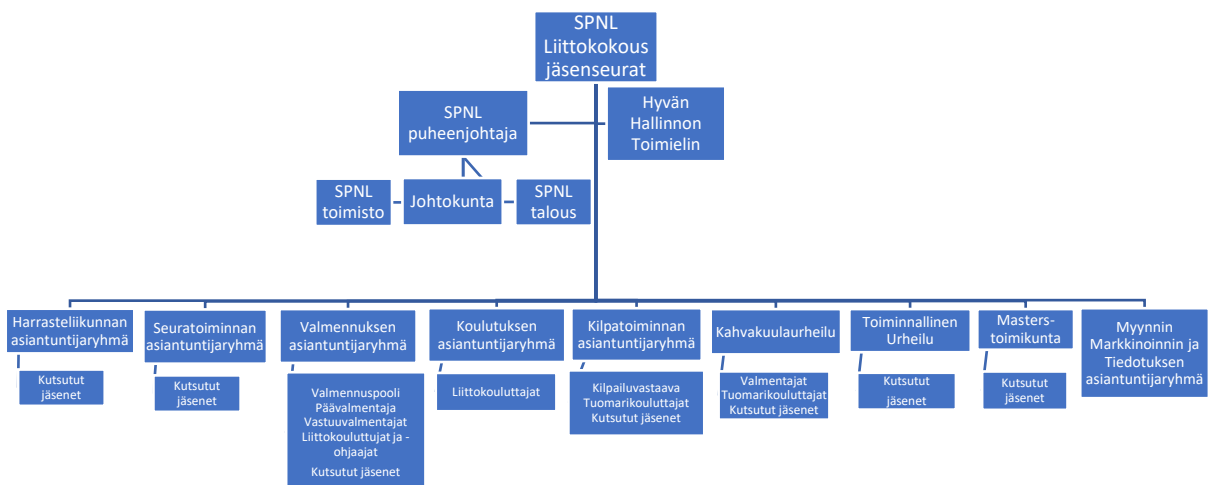 SPNL
Liittokokous
jäsenseurat
SPNL
puheenjohtaja
Hyvän
Hallinnon
Toimielin
SPNL
toimisto
Johtokunta
SPNL
talous
Harrasteliikunnan
asiantuntijaryhmä
Seuratoiminnan
asiantuntijaryhmä
Valmennuksen
asiantuntijaryhmä
Koulutuksen
asiantuntijaryhmä
Kilpatoiminnan
asiantuntijaryhmä
Kahvakuulaurheilu
Toiminnallinen
Urheilu
Masters-
toimikunta
Myynnin
Markkinoinnin ja
Tiedotuksen
asiantuntijaryhmä
Kutsutut
jäsenet
Kutsutut
jäsenet
Valmennuspooli
Päävalmentaja
Vastuuvalmentajat
Liittokouluttujat ja -
ohjaajat
Kutsutut jäsenet
Liittokouluttajat
Kilpailuvastaava
Tuomarikouluttajat
Kutsutut jäsenet
Valmentajat
Tuomarikouluttajat
Kutsutut jäsenet
Kutsutut
jäsenet
Kutsutut
jäsenet